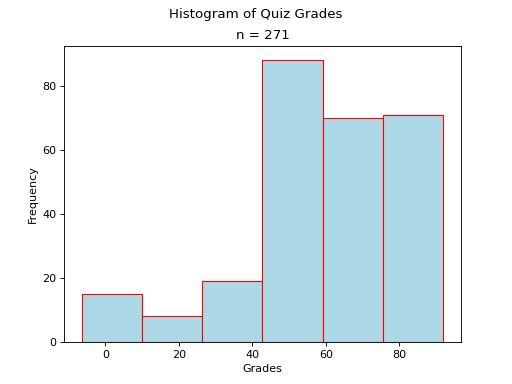 Histogram of Quiz Grades
n = 271
80
60
40
20
0
Frequency
0 20 40 60 80
Grades